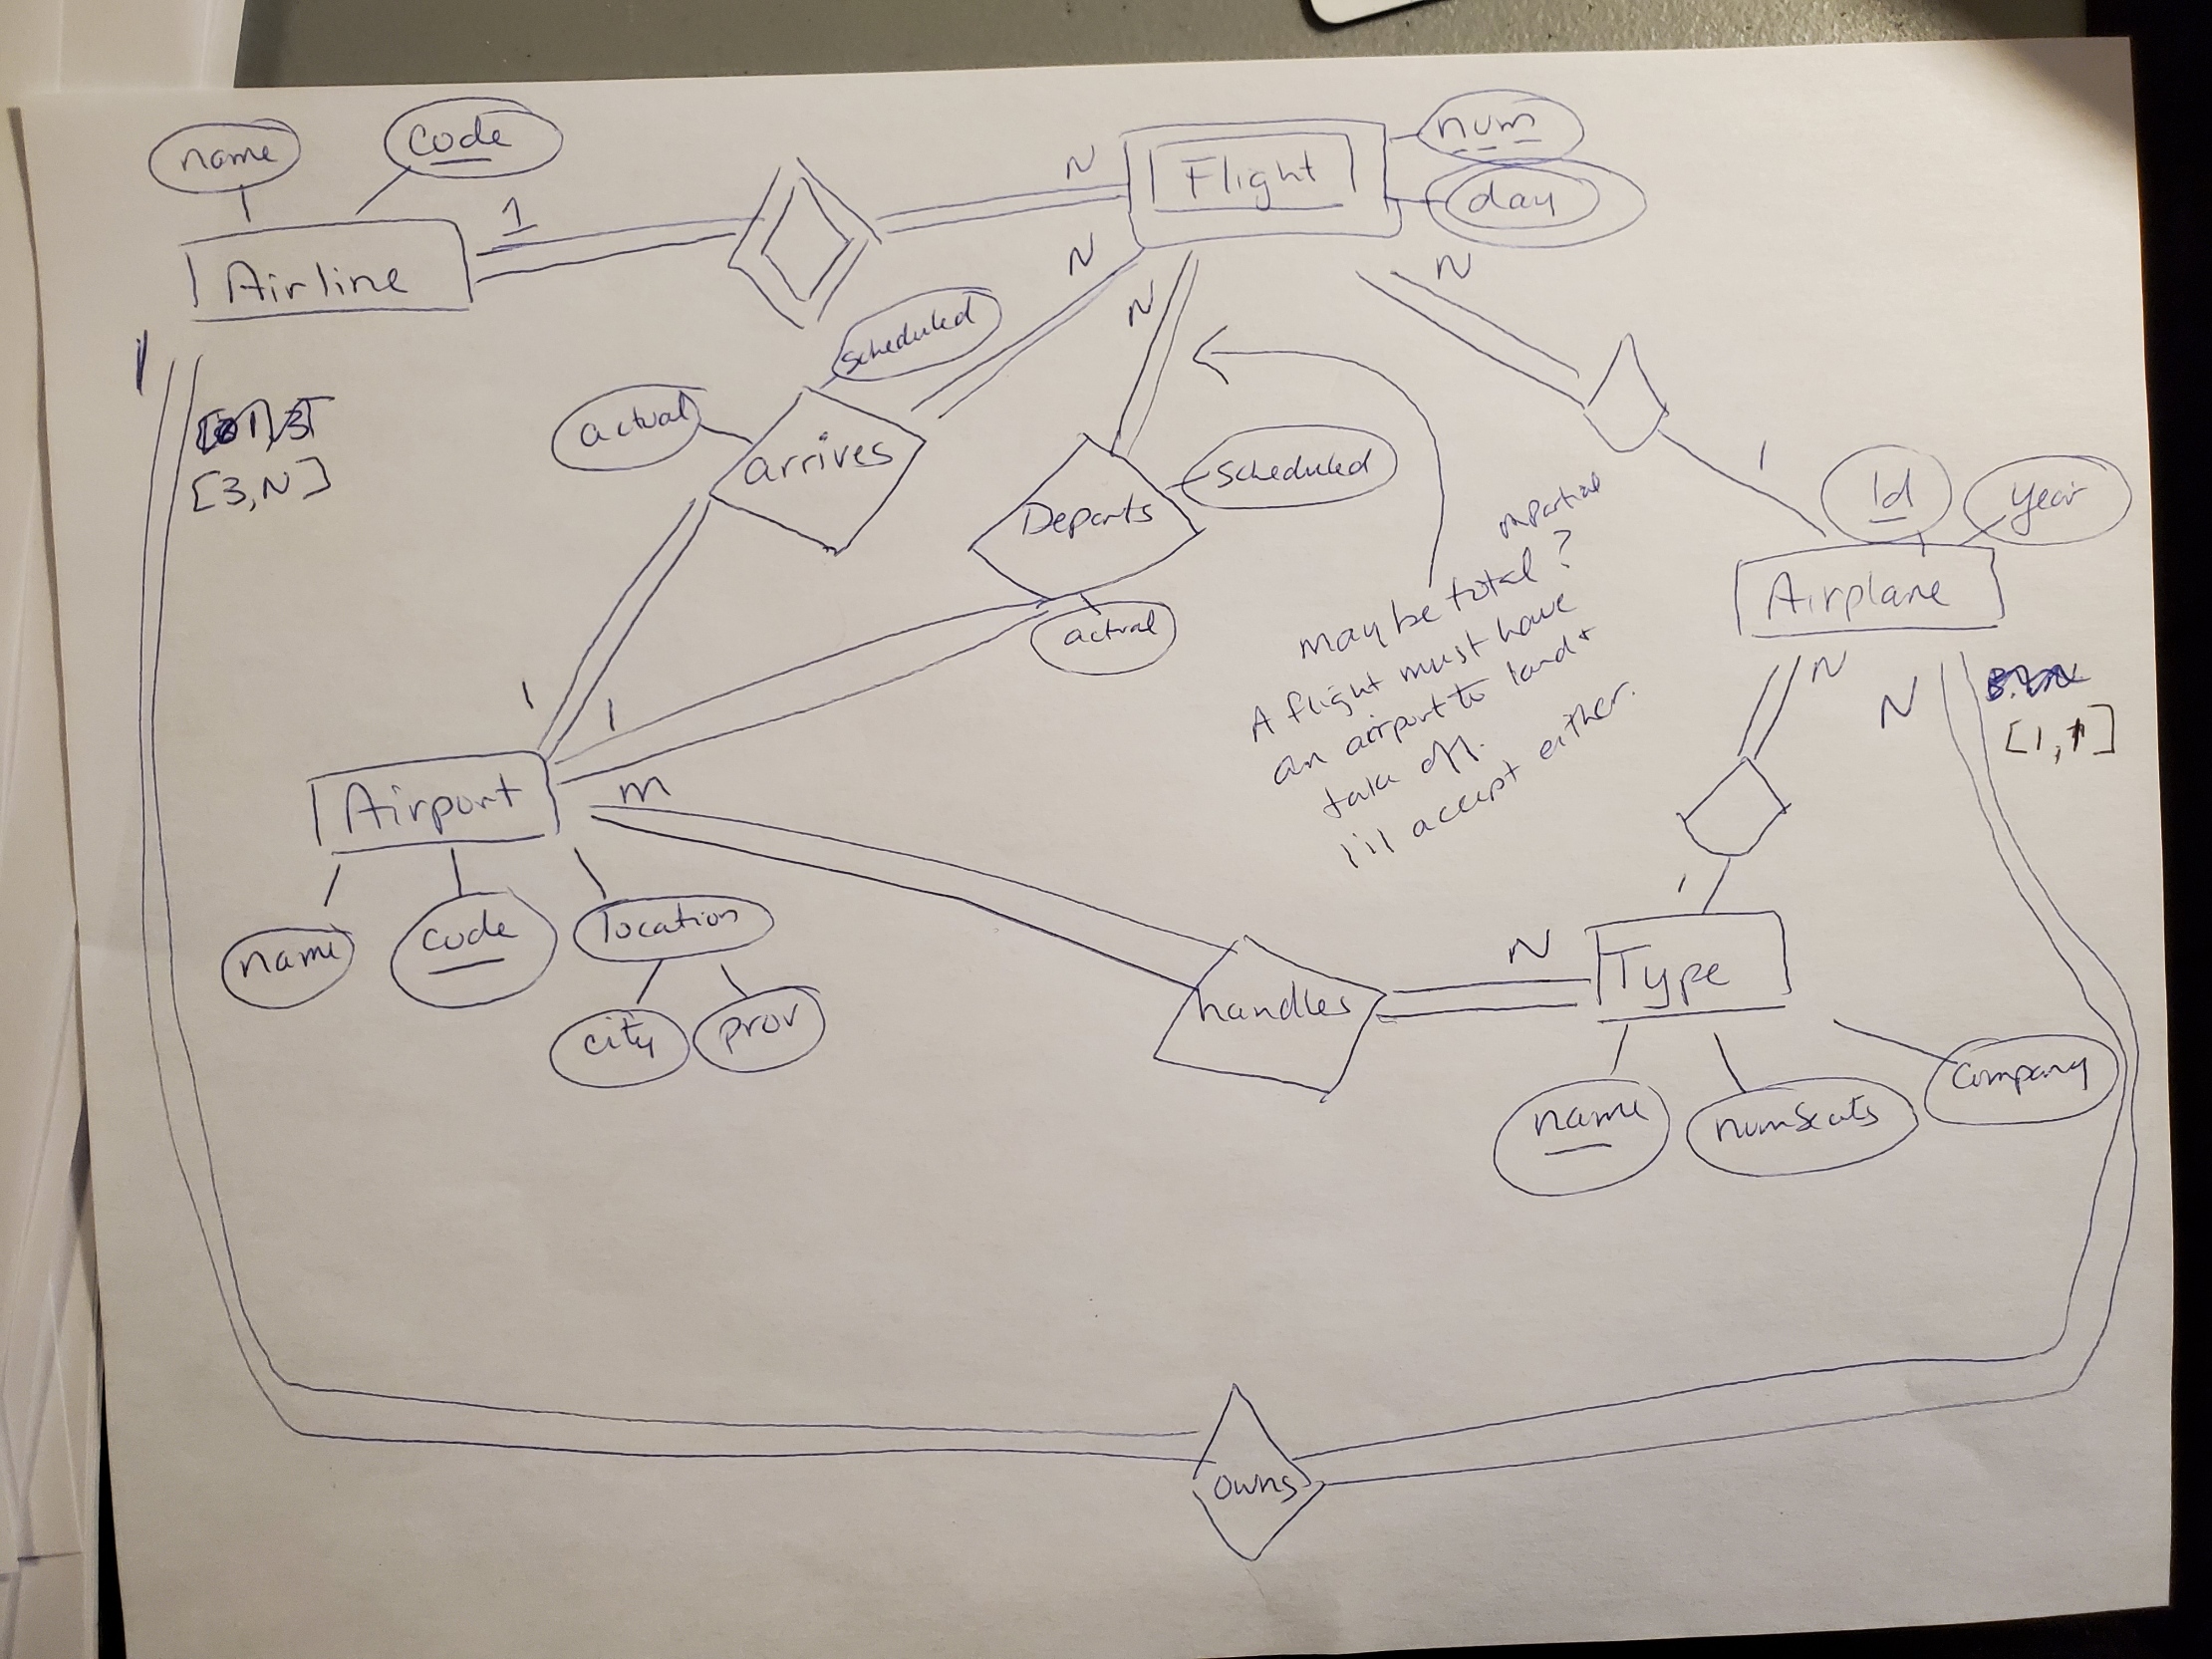 name
code
Airline
1
1
[3,N]
N
N
N
Flight
num
day
N
actual
arrives
scheduled
1
1
Departs
scheduled
actual
Airport
name
code
location
city
prov
M
maybe total?
A flight must have
an airport to land +
take off.
i'll accept either.
handles
N
Type
name
numseats
company
1
N
1
Airplane
Id
year
N
[1,1]
owns